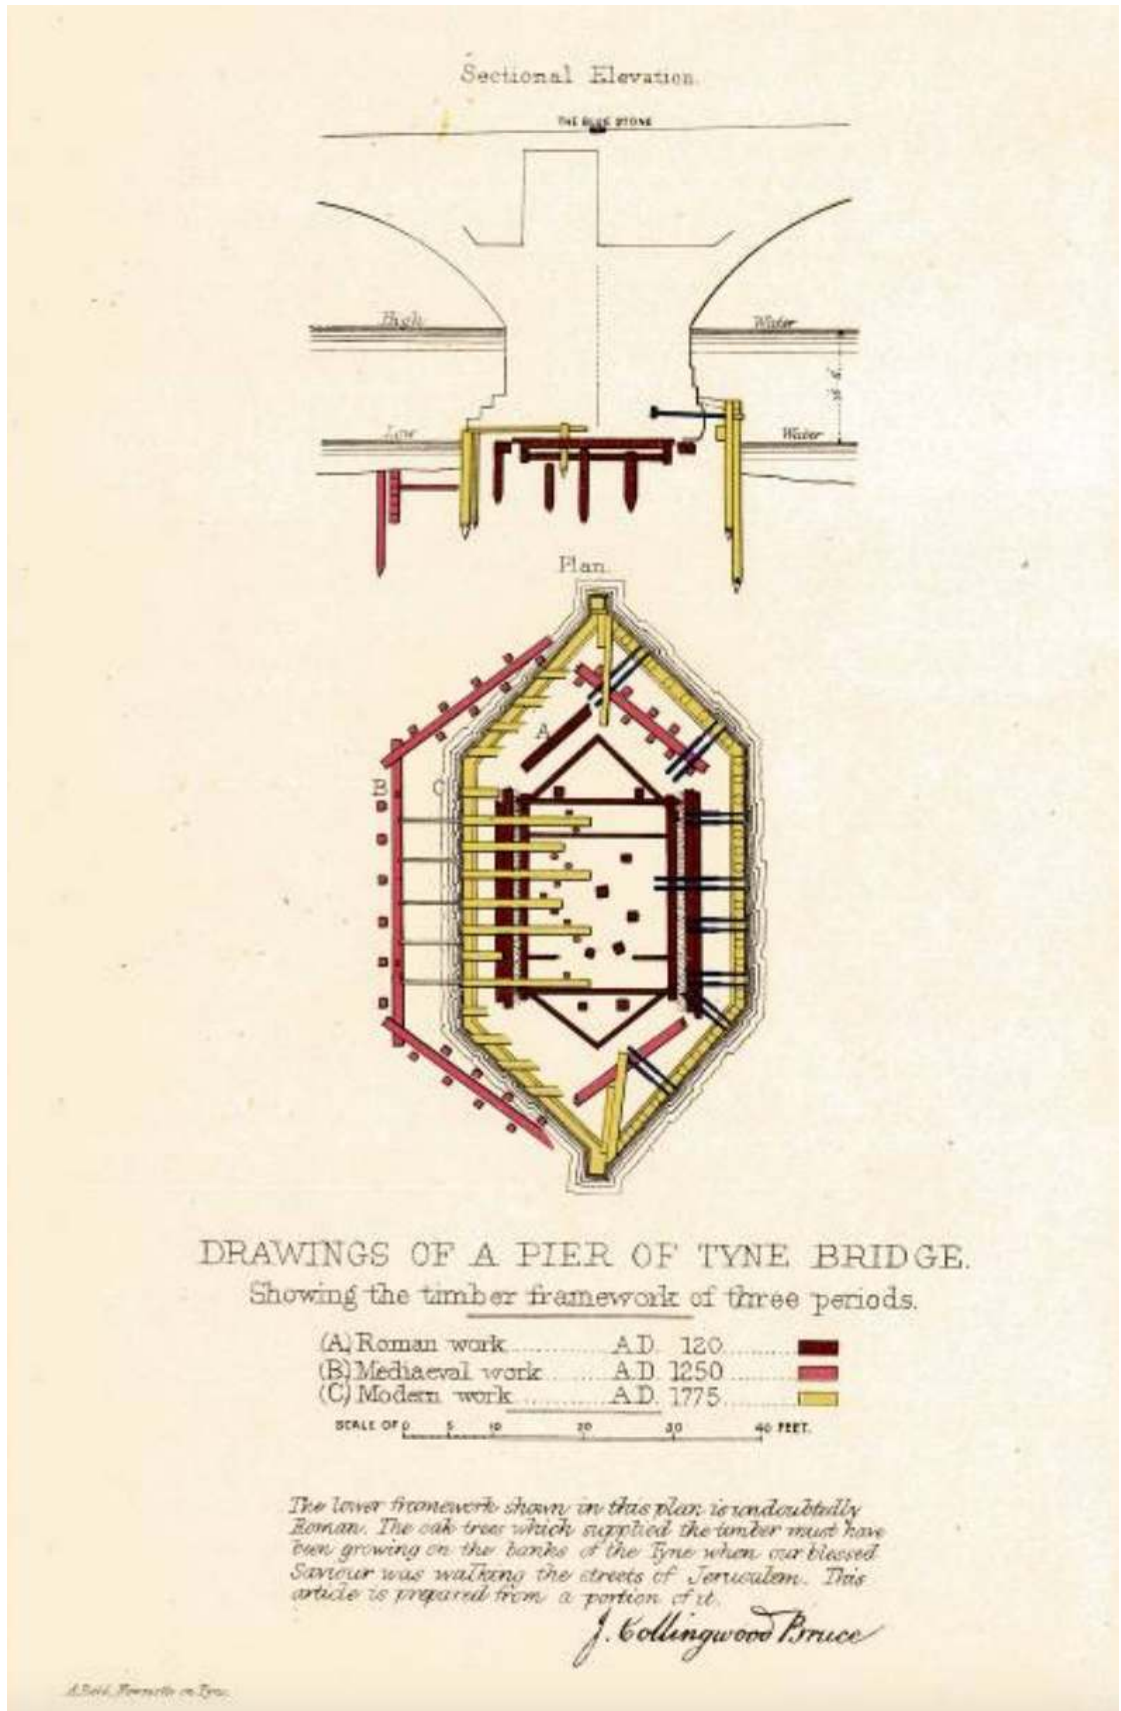 Sectional Elevation.
THE BLUE STONE
High
Water
Low
Water
Plan.
A
B
C
DRAWINGS OF A PIER OF TYNE BRIDGE.
Showing the timber framework of three periods.
(A) Roman work............A.D. 120......
(B) Mediaeval work......A.D. 1250......
(C) Modern work............A.D. 1775......
SCALE OF 0 5 10 20 30 40 FEET.
The lower framework shown in this plan is undoubtedly
Roman. The oak trees which supplied the timber must have
been growing on the banks of the Tyne when our blessed
Saviour was walking the streets of Jerusalem. This
article is prepared from a portion of it.
J. Collingwood Bruce
A. Reid, Newcastle on Tyne.